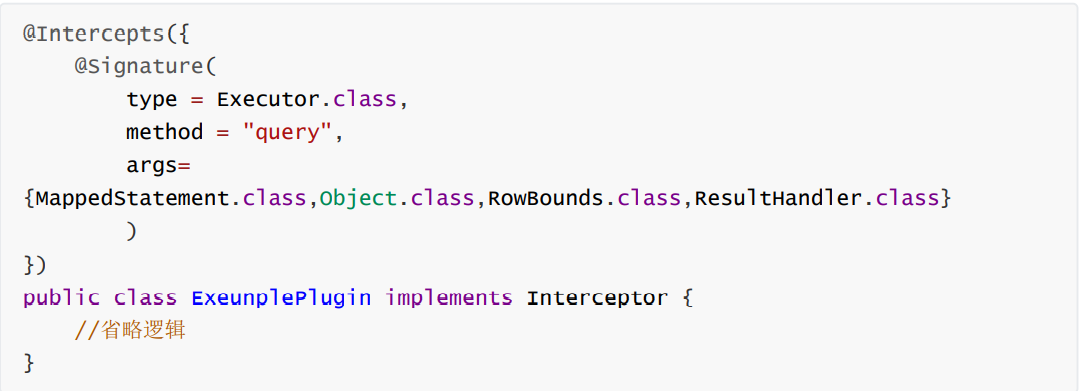 @Intercepts({
    @Signature(
        type = Executor.class,
        method = "query",
        args=
{MappedStatement.class,Object.class,RowBounds.class,ResultHandler.class}
        )
})
public class ExeunplePlugin implements Interceptor {
    //省略逻辑
}